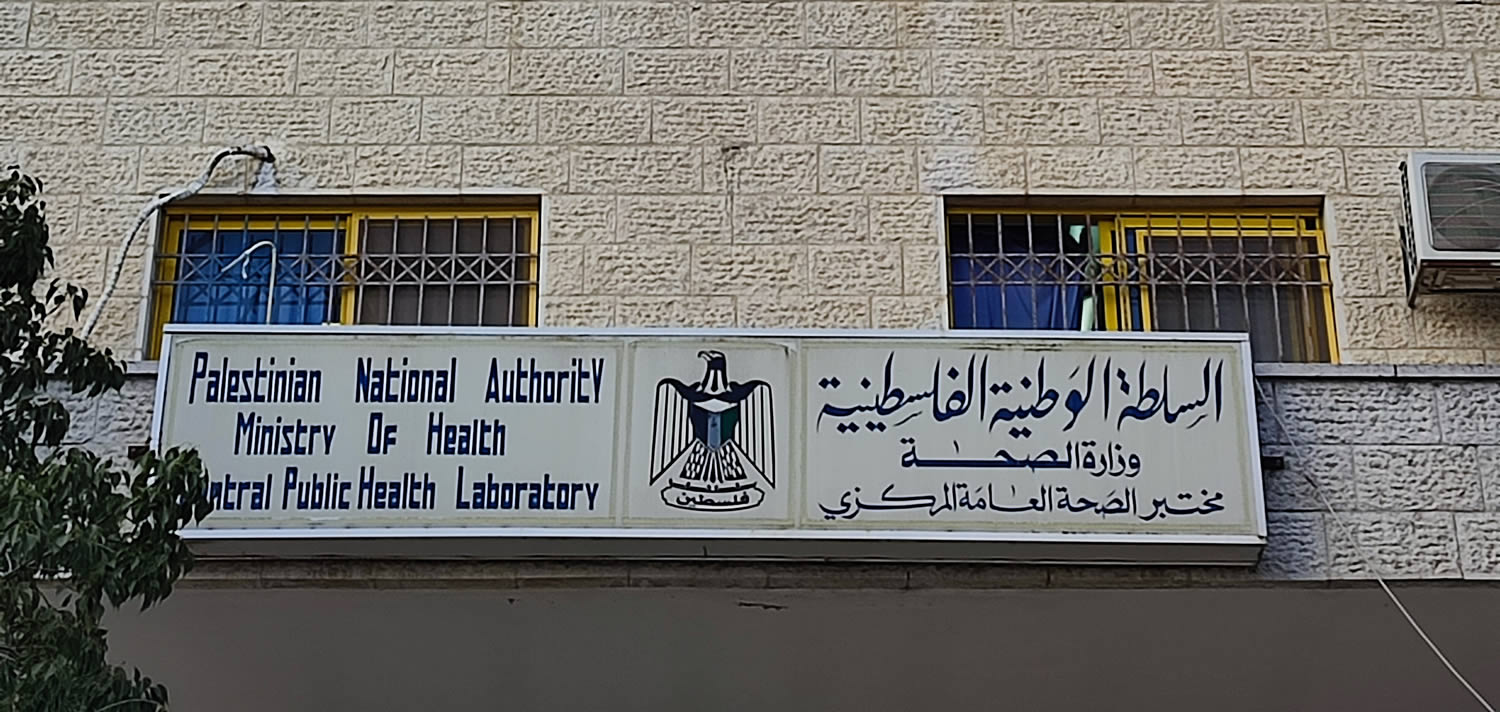 Palestinian National Authority
Ministry Of Health
Central Public Health Laboratory
فلسطين
السلطة الوطنية الفلسطينية
وزارة الصحة
مختبر الصحة العامة المركزي